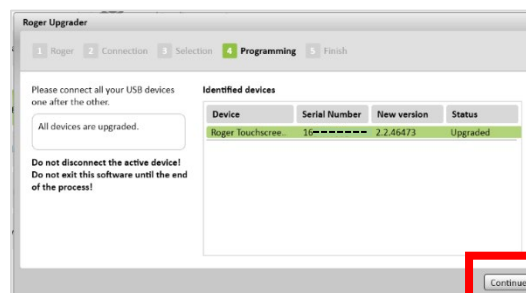 Roger Upgrader
1 Roger 2 Connection 3 Selection 4 Programming 5 Finish
Please connect all your USB devices
one after the other.
All devices are upgraded.
Do not disconnect the active device!
Do not exit this software until the end
of the process!
Identified devices
Device Serial Number New version Status
Roger Touchscree.. 16-------- 2.2.46473 Upgraded
Continue